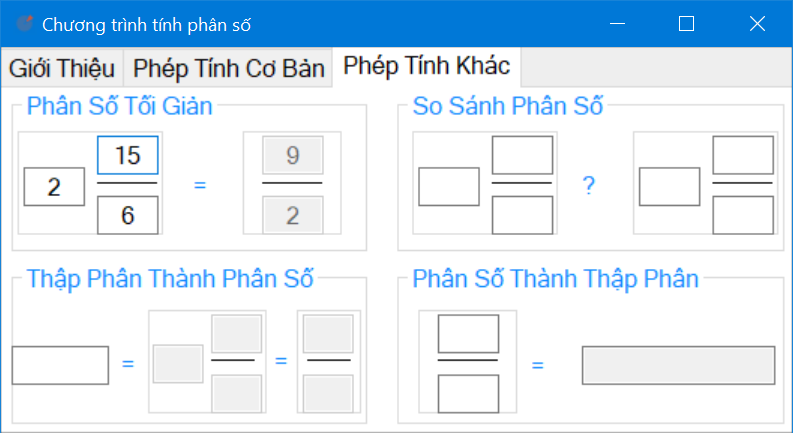 Chương trình tính phân số
Giới Thiệu Phép Tính Cơ Bản Phép Tính Khác
Phân Số Tối Giản
2 15/6 = 9/2
So Sánh Phân Số
?
Thập Phân Thành Phân Số
= =
Phân Số Thành Thập Phân
=